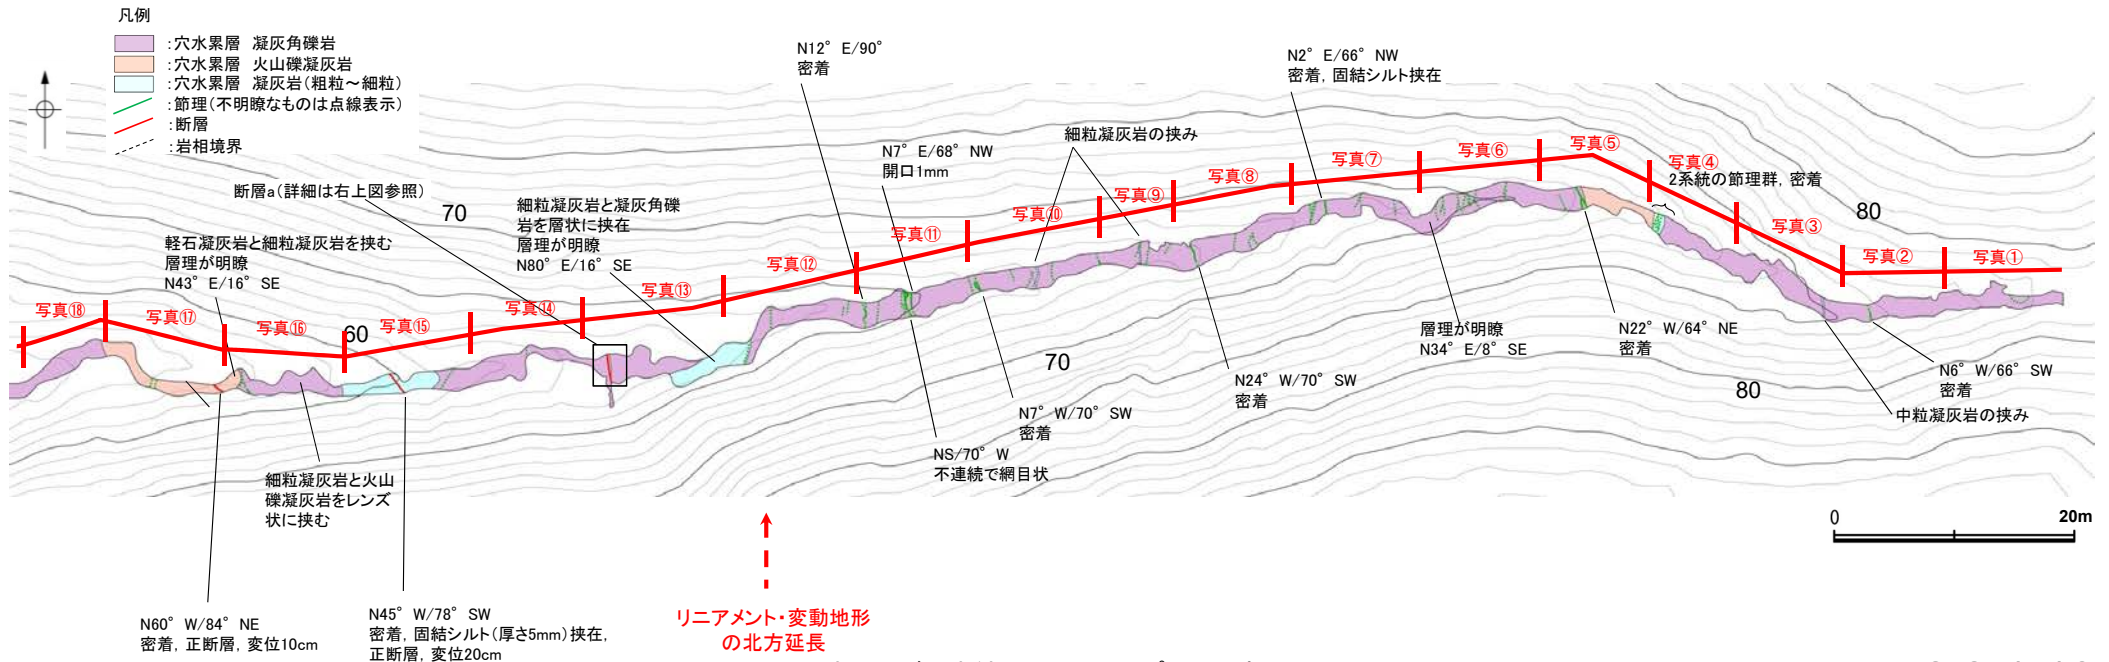 凡例
:穴水累層 凝灰角礫岩
:穴水累層 火山礫凝灰岩
:穴水累層 凝灰岩(粗粒～細粒)
:節理(不明瞭なものは点線表示)
:断層
:岩相境界
断層a(詳細は右上図参照)
70
軽石凝灰岩と細粒凝灰岩を挟む
層理が明瞭
N43° E/16° SE
細粒凝灰岩と凝灰角礫
岩を層状に挟在
層理が明瞭
N80° E/16° SE
N12° E/90°
密着
N7° E/68° NW
開口1mm
細粒凝灰岩の挟み
N2° E/66° NW
密着, 固結シルト挟在
2系統の節理群, 密着
80
写真①
写真②
写真③
写真④
写真⑤
写真⑥
写真⑦
写真⑧
写真⑨
写真⑩
写真⑪
写真⑫
写真⑬
写真⑭
写真⑮
写真⑯
写真⑰
写真⑱
60
70
80
細粒凝灰岩と火山
礫凝灰岩をレンズ
状に挟む
N60° W/84° NE
密着, 正断層, 変位10cm
N45° W/78° SW
密着, 固結シルト(厚さ5mm)挟在,
正断層, 変位20cm
リニアメント・変動地形
の北方延長
NS/70° W
不連続で網目状
N7° W/70° SW
密着
N24° W/70° SW
密着
層理が明瞭
N34° E/8° SE
N22° W/64° NE
密着
N6° W/66° SW
密着
中粒凝灰岩の挟み
0
20m